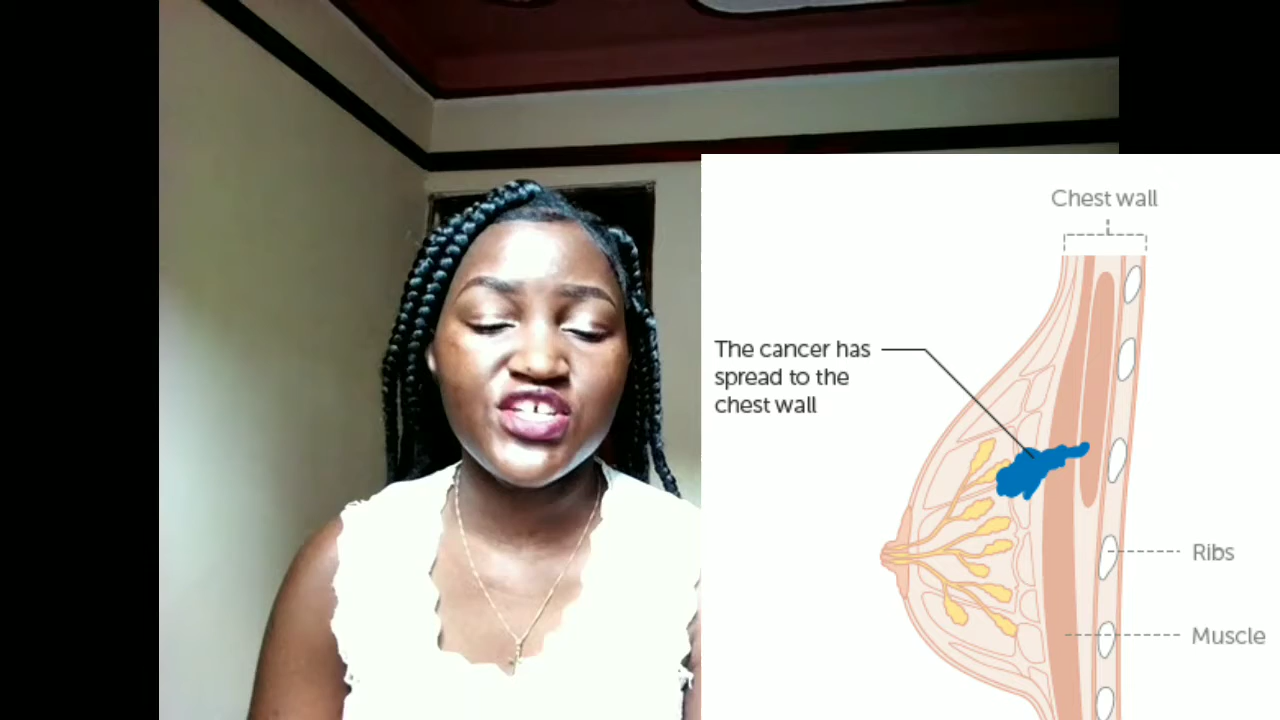 Chest wall
The cancer has
spread to the
chest wall
Ribs
Muscle